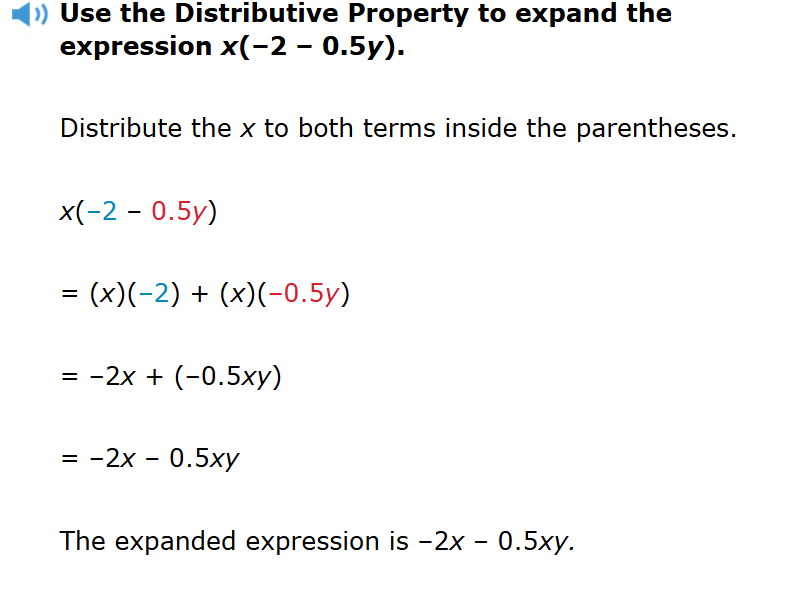 Use the Distributive Property to expand the
expression x(−2 − 0.5y).
Distribute the x to both terms inside the parentheses.
x(−2 − 0.5y)
= (x)(−2) + (x)(−0.5y)
= −2x + (−0.5xy)
= −2x − 0.5xy
The expanded expression is −2x − 0.5xy.